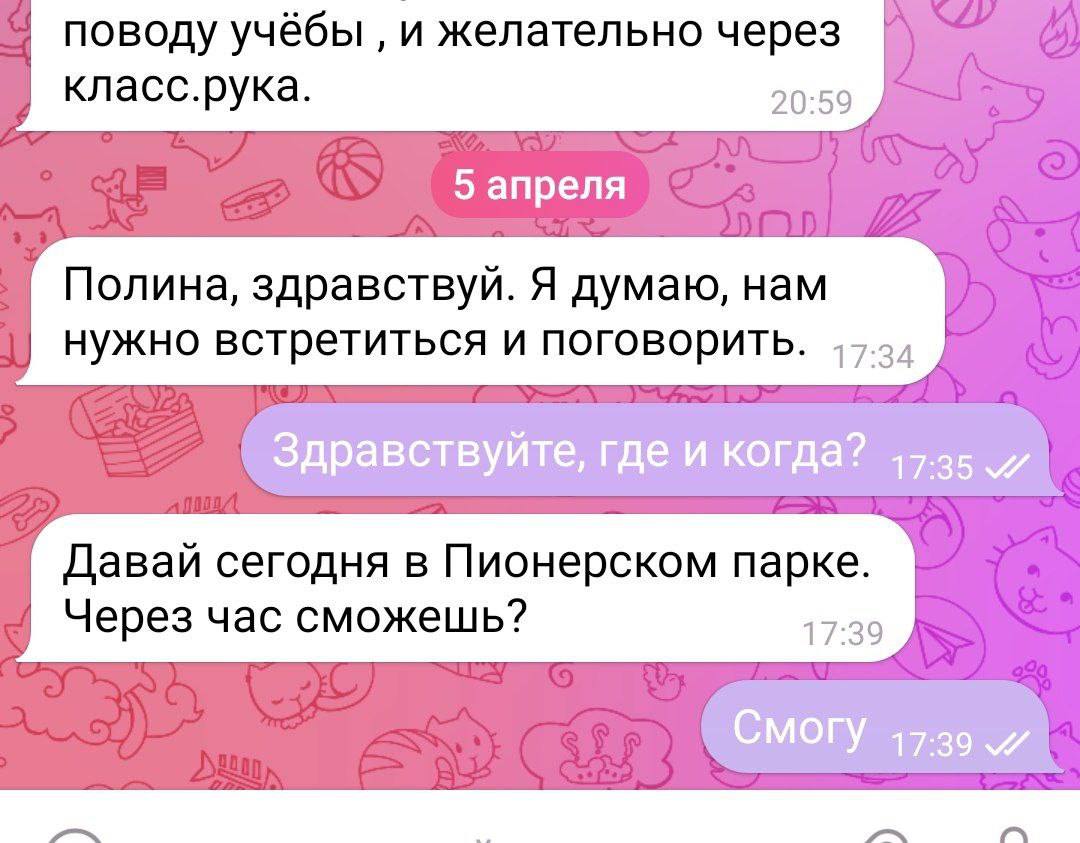 поводу учёбы , и желательно через
класс.рука.
20:59
5 апреля
Полина, здравствуй. Я думаю, нам
нужно встретиться и поговорить. 17:34
Здравствуйте, где и когда? 17:35
Давай сегодня в Пионерском парке.
Через час сможешь? 17:39
Смогу 17:39